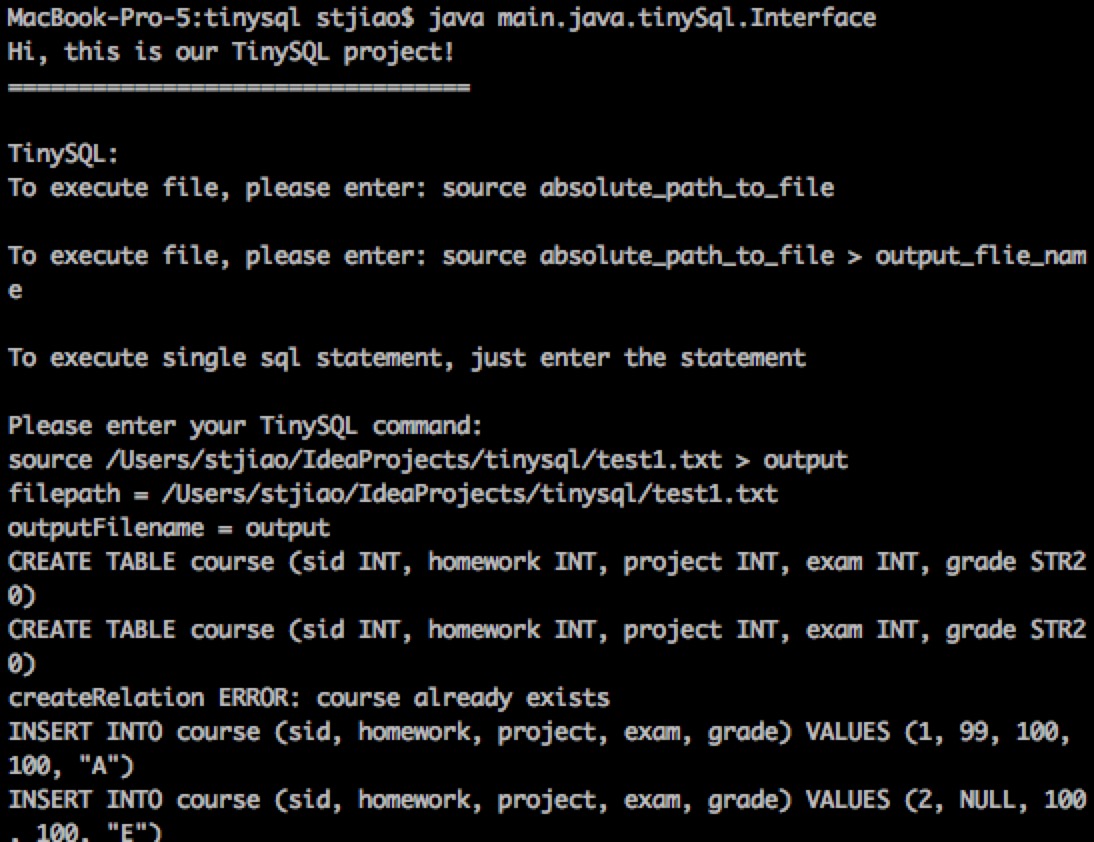 MacBook-Pro-5:tinysql stjiao$ java main.java.tinySql.Interface
Hi, this is our TinySQL project!
=================================
TinySQL:
To execute file, please enter: source absolute_path_to_file
To execute file, please enter: source absolute_path_to_file > output_flie_nam
e
To execute single sql statement, just enter the statement
Please enter your TinySQL command:
source /Users/stjiao/IdeaProjects/tinysql/test1.txt > output
filepath = /Users/stjiao/IdeaProjects/tinysql/test1.txt
outputFilename = output
CREATE TABLE course (sid INT, homework INT, project INT, exam INT, grade STR2
0)
CREATE TABLE course (sid INT, homework INT, project INT, exam INT, grade STR2
0)
createRelation ERROR: course already exists
INSERT INTO course (sid, homework, project, exam, grade) VALUES (1, 99, 100,
100, "A")
INSERT INTO course (sid, homework, project, exam, grade) VALUES (2, NULL, 100
, 100, "E")